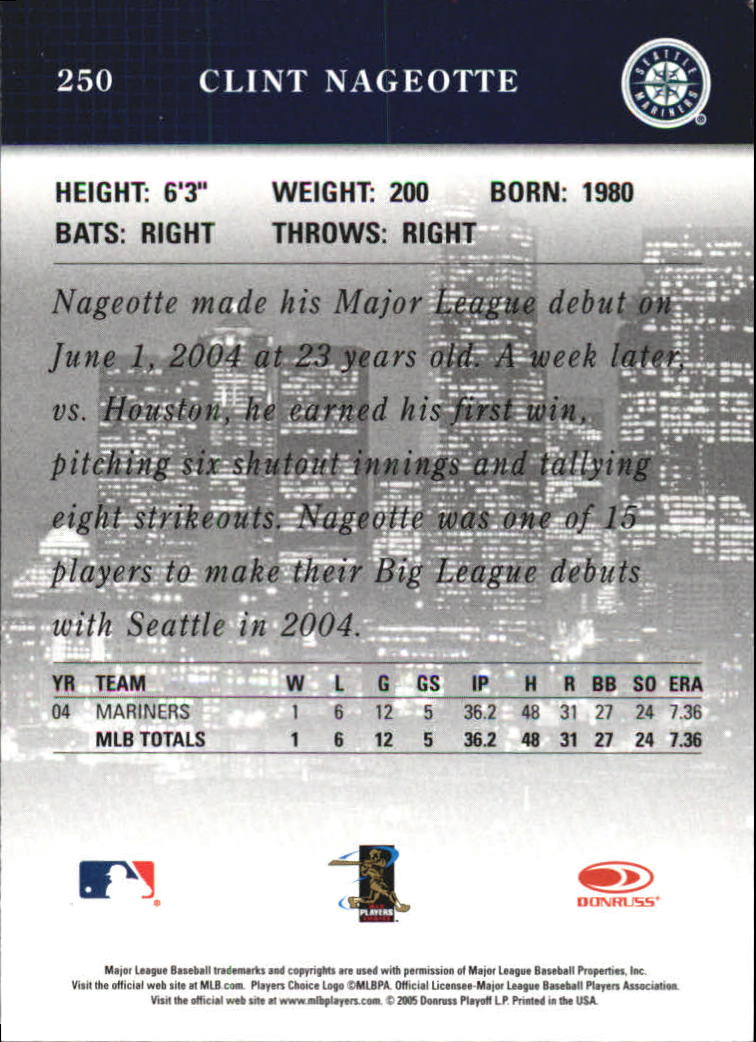 250 CLINT NAGEOTTE
SEATTLE MARINERS ®
HEIGHT: 6'3" WEIGHT: 200 BORN: 1980
BATS: RIGHT THROWS: RIGHT
Nageotte made his Major League debut on
June 1, 2004 at 23 years old. A week later,
vs. Houston, he earned his first win,
pitching six shutout innings and tallying
eight strikeouts. Nageotte was one of 15
players to make their Big League debuts
with Seattle in 2004.
YR TEAM W L G GS IP H R BB SO ERA
04 MARINERS 1 6 12 5 36.2 48 31 27 24 7.36
MLB TOTALS 1 6 12 5 36.2 48 31 27 24 7.36
PLAYERS
DONRUSS
Major League Baseball trademarks and copyrights are used with permission of Major League Baseball Properties, Inc.
Visit the official web site at MLB.com. Players Choice Logo ©MLBPA. Official Licensee-Major League Baseball Players Association.
Visit the official web site at www.mlbplayers.com. © 2005 Donruss Playoff L.P. Printed in the USA.